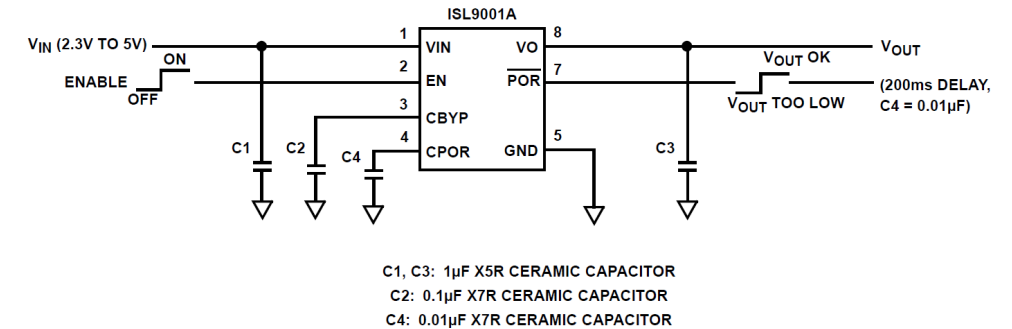 ISL9001A
VIN (2.3V TO 5V)
ON
ENABLE
OFF
1
2
3
4
VIN
EN
CBYP
CPOR
VO
POR
GND
8
7
5
VOUT
VOUT OK
VOUT TOO LOW
(200ms DELAY,
C4 = 0.01µF)
C1
C2
C4
C3
C1, C3: 1µF X5R CERAMIC CAPACITOR
C2: 0.1µF X7R CERAMIC CAPACITOR
C4: 0.01µF X7R CERAMIC CAPACITOR